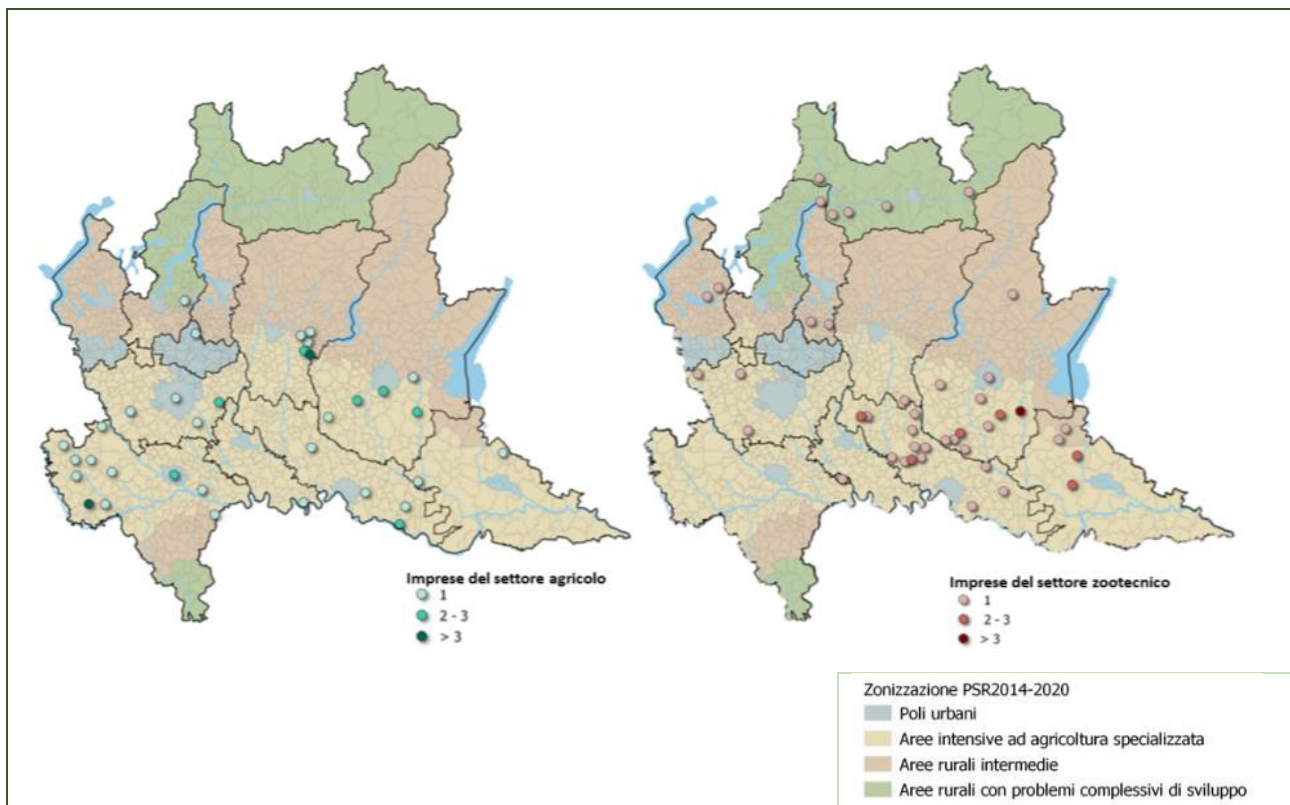 Imprese del settore agricolo
1
2 - 3
> 3
Imprese del settore zootecnico
1
2 - 3
> 3
Zonizzazione PSR2014-2020
Poli urbani
Aree intensive ad agricoltura specializzata
Aree rurali intermedie
Aree rurali con problemi complessivi di sviluppo